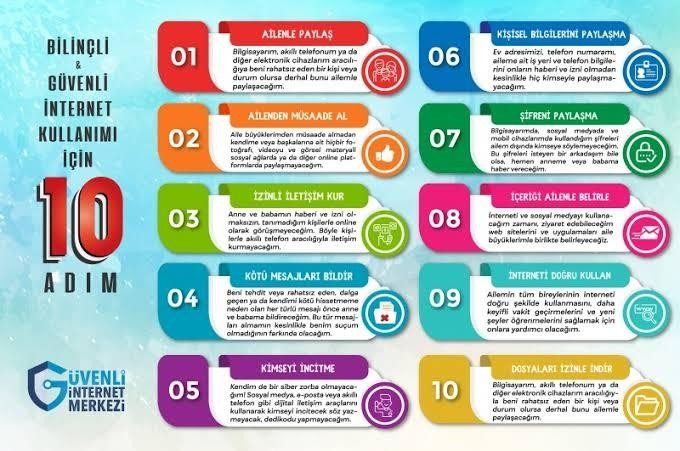 BİLİNÇLİ
&
GÜVENLİ
İNTERNET
KULLANIMI
İÇİN
10
ADIM
GÜVENLİ
İNTERNET
MERKEZİ
01
AİLENLE PAYLAŞ
Bilgisayarım, akıllı telefonum ya da
diğer elektronik cihazlarım aracılı-
ğıyla beni rahatsız eden bir kişi veya
durum olursa derhal bunu ailemle
paylaşacağım.
02
AİLENDEN MÜSAADE AL
Aile büyüklerimden müsaade almadan
kendime veya başkalarına ait hiçbir fo-
toğrafı, videoyu ve görsel materyali
sosyal ağlarda ya da diğer online plat-
formlarda paylaşmayacağım.
03
İZİNLİ İLETİŞİM KUR
Anne ve babamın haberi ve izni ol-
maksızın, tanımadığım kişilerle online
olarak görüşmeyeceğim. Böyle kişi-
lerle akıllı telefon aracılığıyla iletişim
kurmayacağım.
04
KÖTÜ MESAJLARI BİLDİR
Beni tehdit veya rahatsız eden, dalga
geçen ya da kendimi kötü hissetmeme
neden olan her türlü mesajı önce anne
ve babama bildireceğim. Bu tür mesaj-
ları almamın kesinlikle benim suçum
olmadığının farkında olacağım.
05
KİMSEYİ İNCİTME
Kendim de bir siber zorba olmayaca-
ğım! Sosyal medya, e-posta veya akıllı
telefon gibi dijital iletişim araçlarını
kullanarak kimseyi incitecek söz yaz-
mayacak, dedikodu yapmayacağım.
06
KİŞİSEL BİLGİLERİNİ PAYLAŞMA
Ev adresimizi, telefon numaramı,
aileme ait iş yeri ve telefon bilgile-
rini onların haberi ve izni olmadan
kesinlikle hiç kimseyle paylaşma-
yacağım.
07
ŞİFRENİ PAYLAŞMA
Bilgisayarımda, sosyal medyada ve
mobil cihazlarımda kullandığım şifreleri
ailem dışında kimseye söylemeyeceğim.
Bu şifreleri isteyen bir arkadaşım bile
olsa, hemen anneme veya babama
haber vereceğim.
08
İÇERİĞİ AİLENLE BELİRLE
İnterneti ve sosyal medyayı kullana-
cağım zamanı, ziyaret edebileceğim
web sitelerini ve uygulamaları aile
büyüklerimle birlikte belirleyeceğiz.
09
İNTERNETİ DOĞRU KULLAN
Ailemin tüm bireylerinin interneti
doğru şekilde kullanmasını, daha
keyifli vakit geçirmelerini ve yeni
şeyler öğrenmelerini sağlamak için
onlara yardımcı olacağım.
10
DOSYALARI İZİNLE İNDİR
Bilgisayarım, akıllı telefonum ya da
diğer elektronik cihazlarım aracılığıy-
la beni rahatsız eden bir kişi veya
durum olursa derhal bunu ailemle
paylaşacağım.